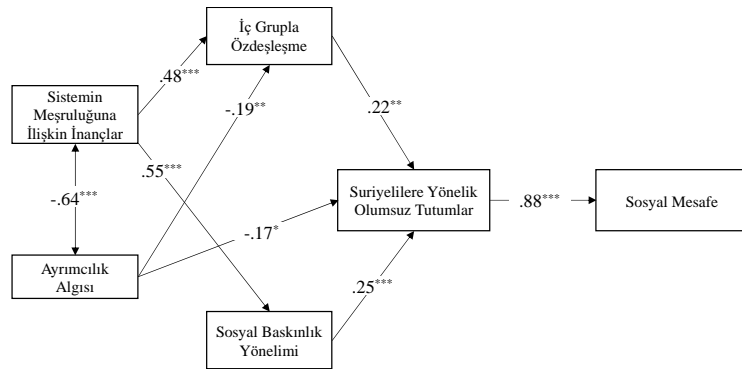 İç Grupla
Özdeşleşme
.48***
Sistemin
Meşruluğuna
İlişkin İnançlar
-.19**
.22**
.55***
-.64***
Suriyelilere Yönelik
Olumsuz Tutumlar
.88***
Sosyal Mesafe
-.17*
Ayrımcılık
Algısı
.25***
Sosyal Baskınlık
Yönelimi